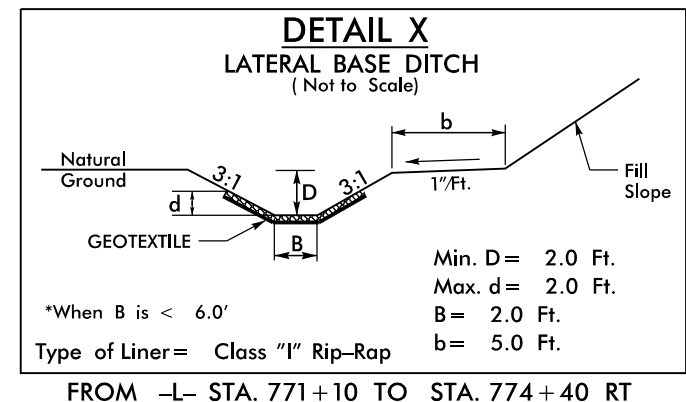 DETAIL X
LATERAL BASE DITCH
( Not to Scale)
b
Natural
Ground
3:1
D
3:1
1"/Ft.
Fill
Slope
d
GEOTEXTILE
B
Min. D = 2.0 Ft.
Max. d = 2.0 Ft.
*When B is < 6.0'
B = 2.0 Ft.
Type of Liner = Class "I" Rip-Rap
b = 5.0 Ft.
FROM -L- STA. 771+10 TO STA. 774+40 RT